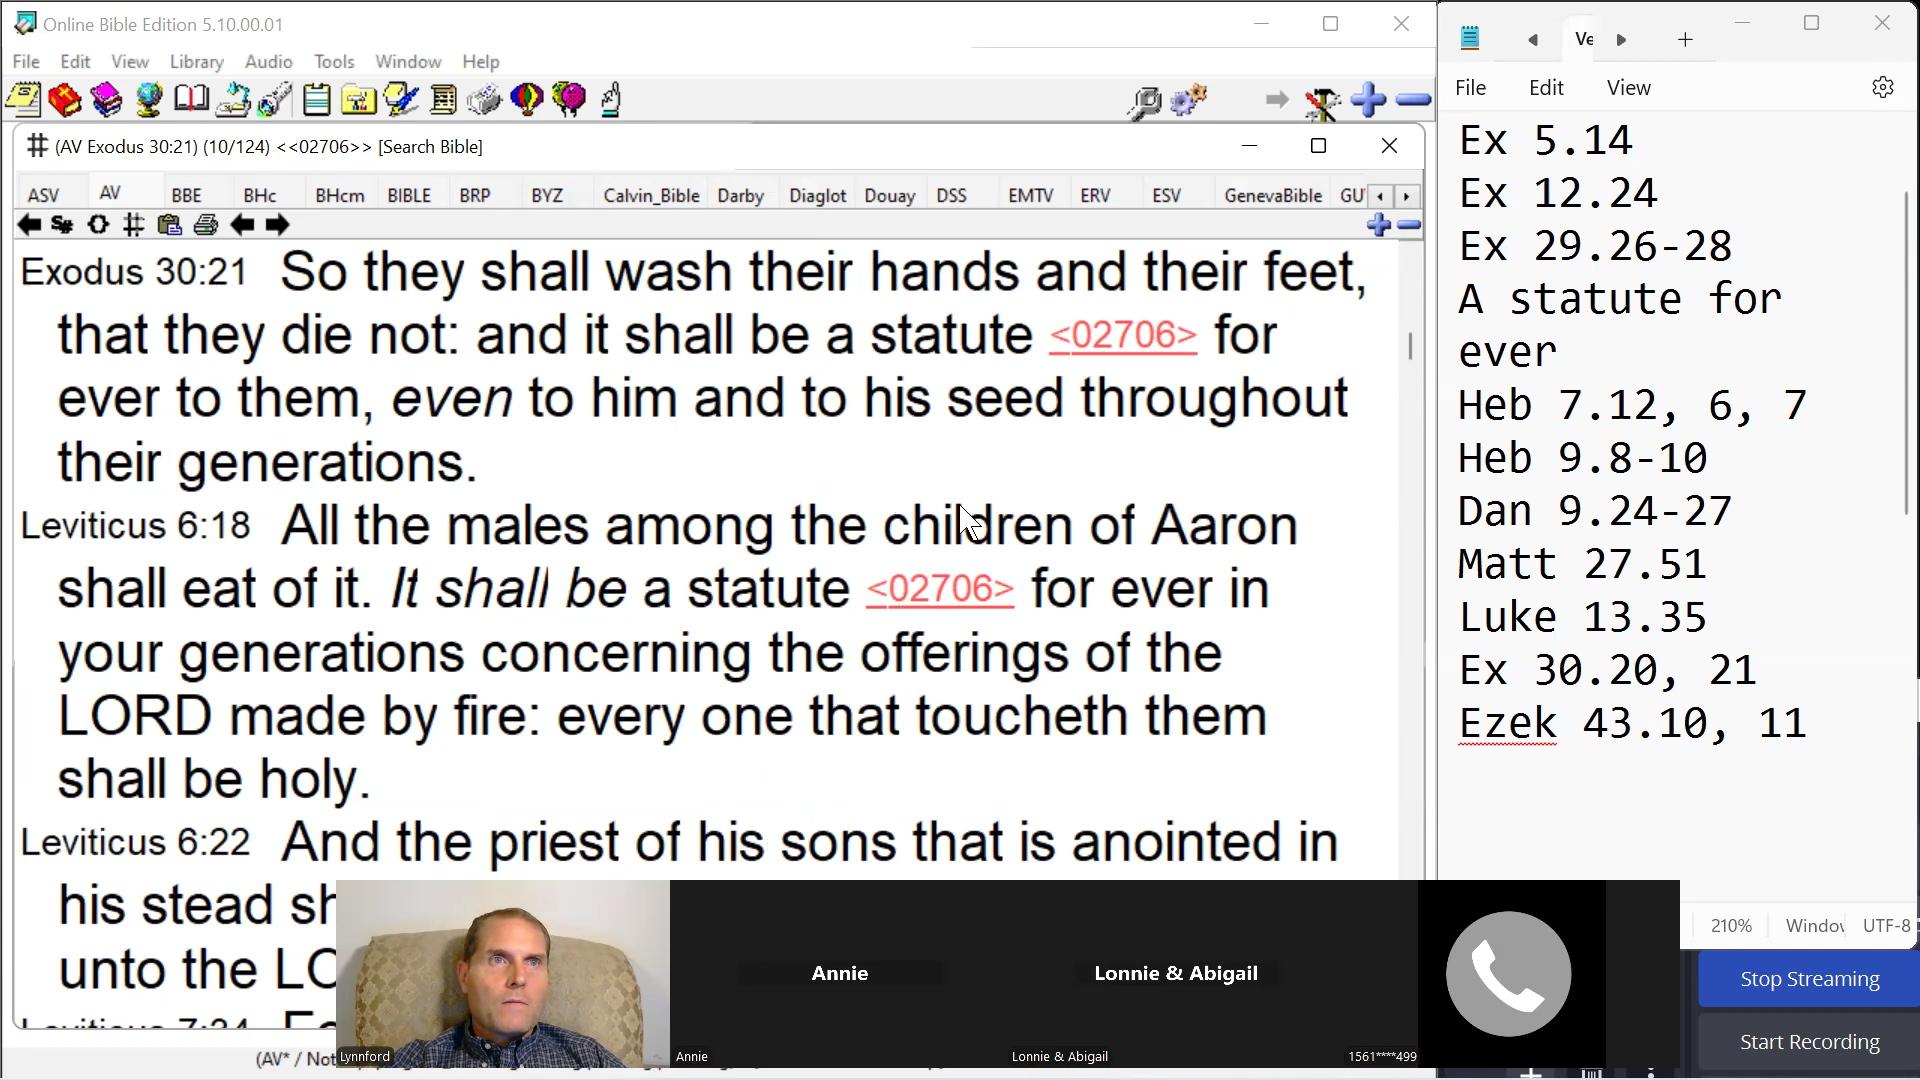 Online Bible Edition 5.10.00.01
File Edit View Library Audio Tools Window Help
(AV Exodus 30:21) (10/124) <<02706>> [Search Bible]
ASV AV BBE BHc BHcm BIBLE BRP BYZ Calvin_Bible Darby Diaglot Douay DSS EMTV ERV ESV GenevaBible
Exodus 30:21 So they shall wash their hands and their feet,
that they die not: and it shall be a statute <02706> for
ever to them, even to him and to his seed throughout
their generations.
Leviticus 6:18 All the males among the children of Aaron
shall eat of it. It shall be a statute <02706> for ever in
your generations concerning the offerings of the
LORD made by fire: every one that toucheth them
shall be holy.
Leviticus 6:22 And the priest of his sons that is anointed in
his stead sh
unto the LO
(AV* / Not
File Edit View
Ex 5.14
Ex 12.24
Ex 29.26-28
A statute for
ever
Heb 7.12, 6, 7
Heb 9.8-10
Dan 9.24-27
Matt 27.51
Luke 13.35
Ex 30.20, 21
Ezek 43.10, 11
210% Window UTF-8
Lynnford
Annie
Annie
Lonnie & Abigail
Lonnie & Abigail
1561****499
Stop Streaming
Start Recording